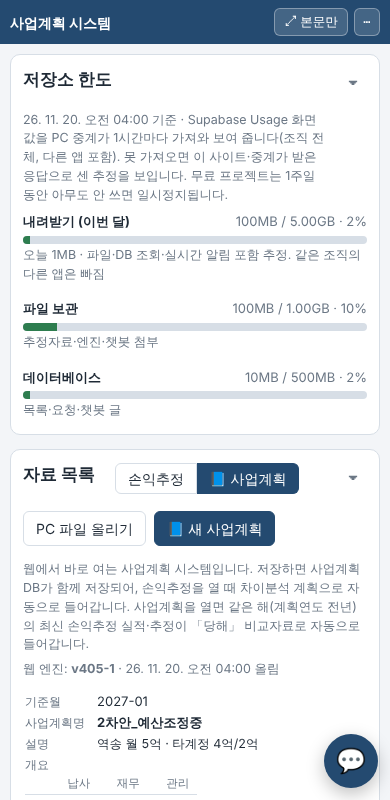 사업계획 시스템
⤢ 본문만
⋯
저장소 한도
26. 11. 20. 오전 04:00 기준 · Supabase Usage 화면
값을 PC 중계가 1시간마다 가져와 보여 줍니다(조직 전
체, 다른 앱 포함). 못 가져오면 이 사이트·중계가 받은
응답으로 센 추정을 보입니다. 무료 프로젝트는 1주일
동안 아무도 안 쓰면 일시정지됩니다.
내려받기 (이번 달) 100MB / 5.00GB · 2%
오늘 1MB · 파일·DB 조회·실시간 알림 포함 추정. 같은 조직의
다른 앱은 빠짐
파일 보관 100MB / 1.00GB · 10%
추정자료·엔진·챗봇 첨부
데이터베이스 10MB / 500MB · 2%
목록·요청·챗봇 글
자료 목록 손익추정 📘 사업계획
PC 파일 올리기 📘 새 사업계획
웹에서 바로 여는 사업계획 시스템입니다. 저장하면 사업계획
DB가 함께 저장되어, 손익추정을 열 때 차이분석 계획으로 자
동으로 들어갑니다. 사업계획을 열면 같은 해(계획연도 전년)
의 최신 손익추정 실적·추정이 「당해」 비교자료로 자동으로
들어갑니다.
웹 엔진: v405-1 · 26. 11. 20. 오전 04:00 올림
기준월 2027-01
사업계획명 2차안_예산조정중
설명 역송 월 5억 · 타계정 4억/2억
개요
납사 재무 관리